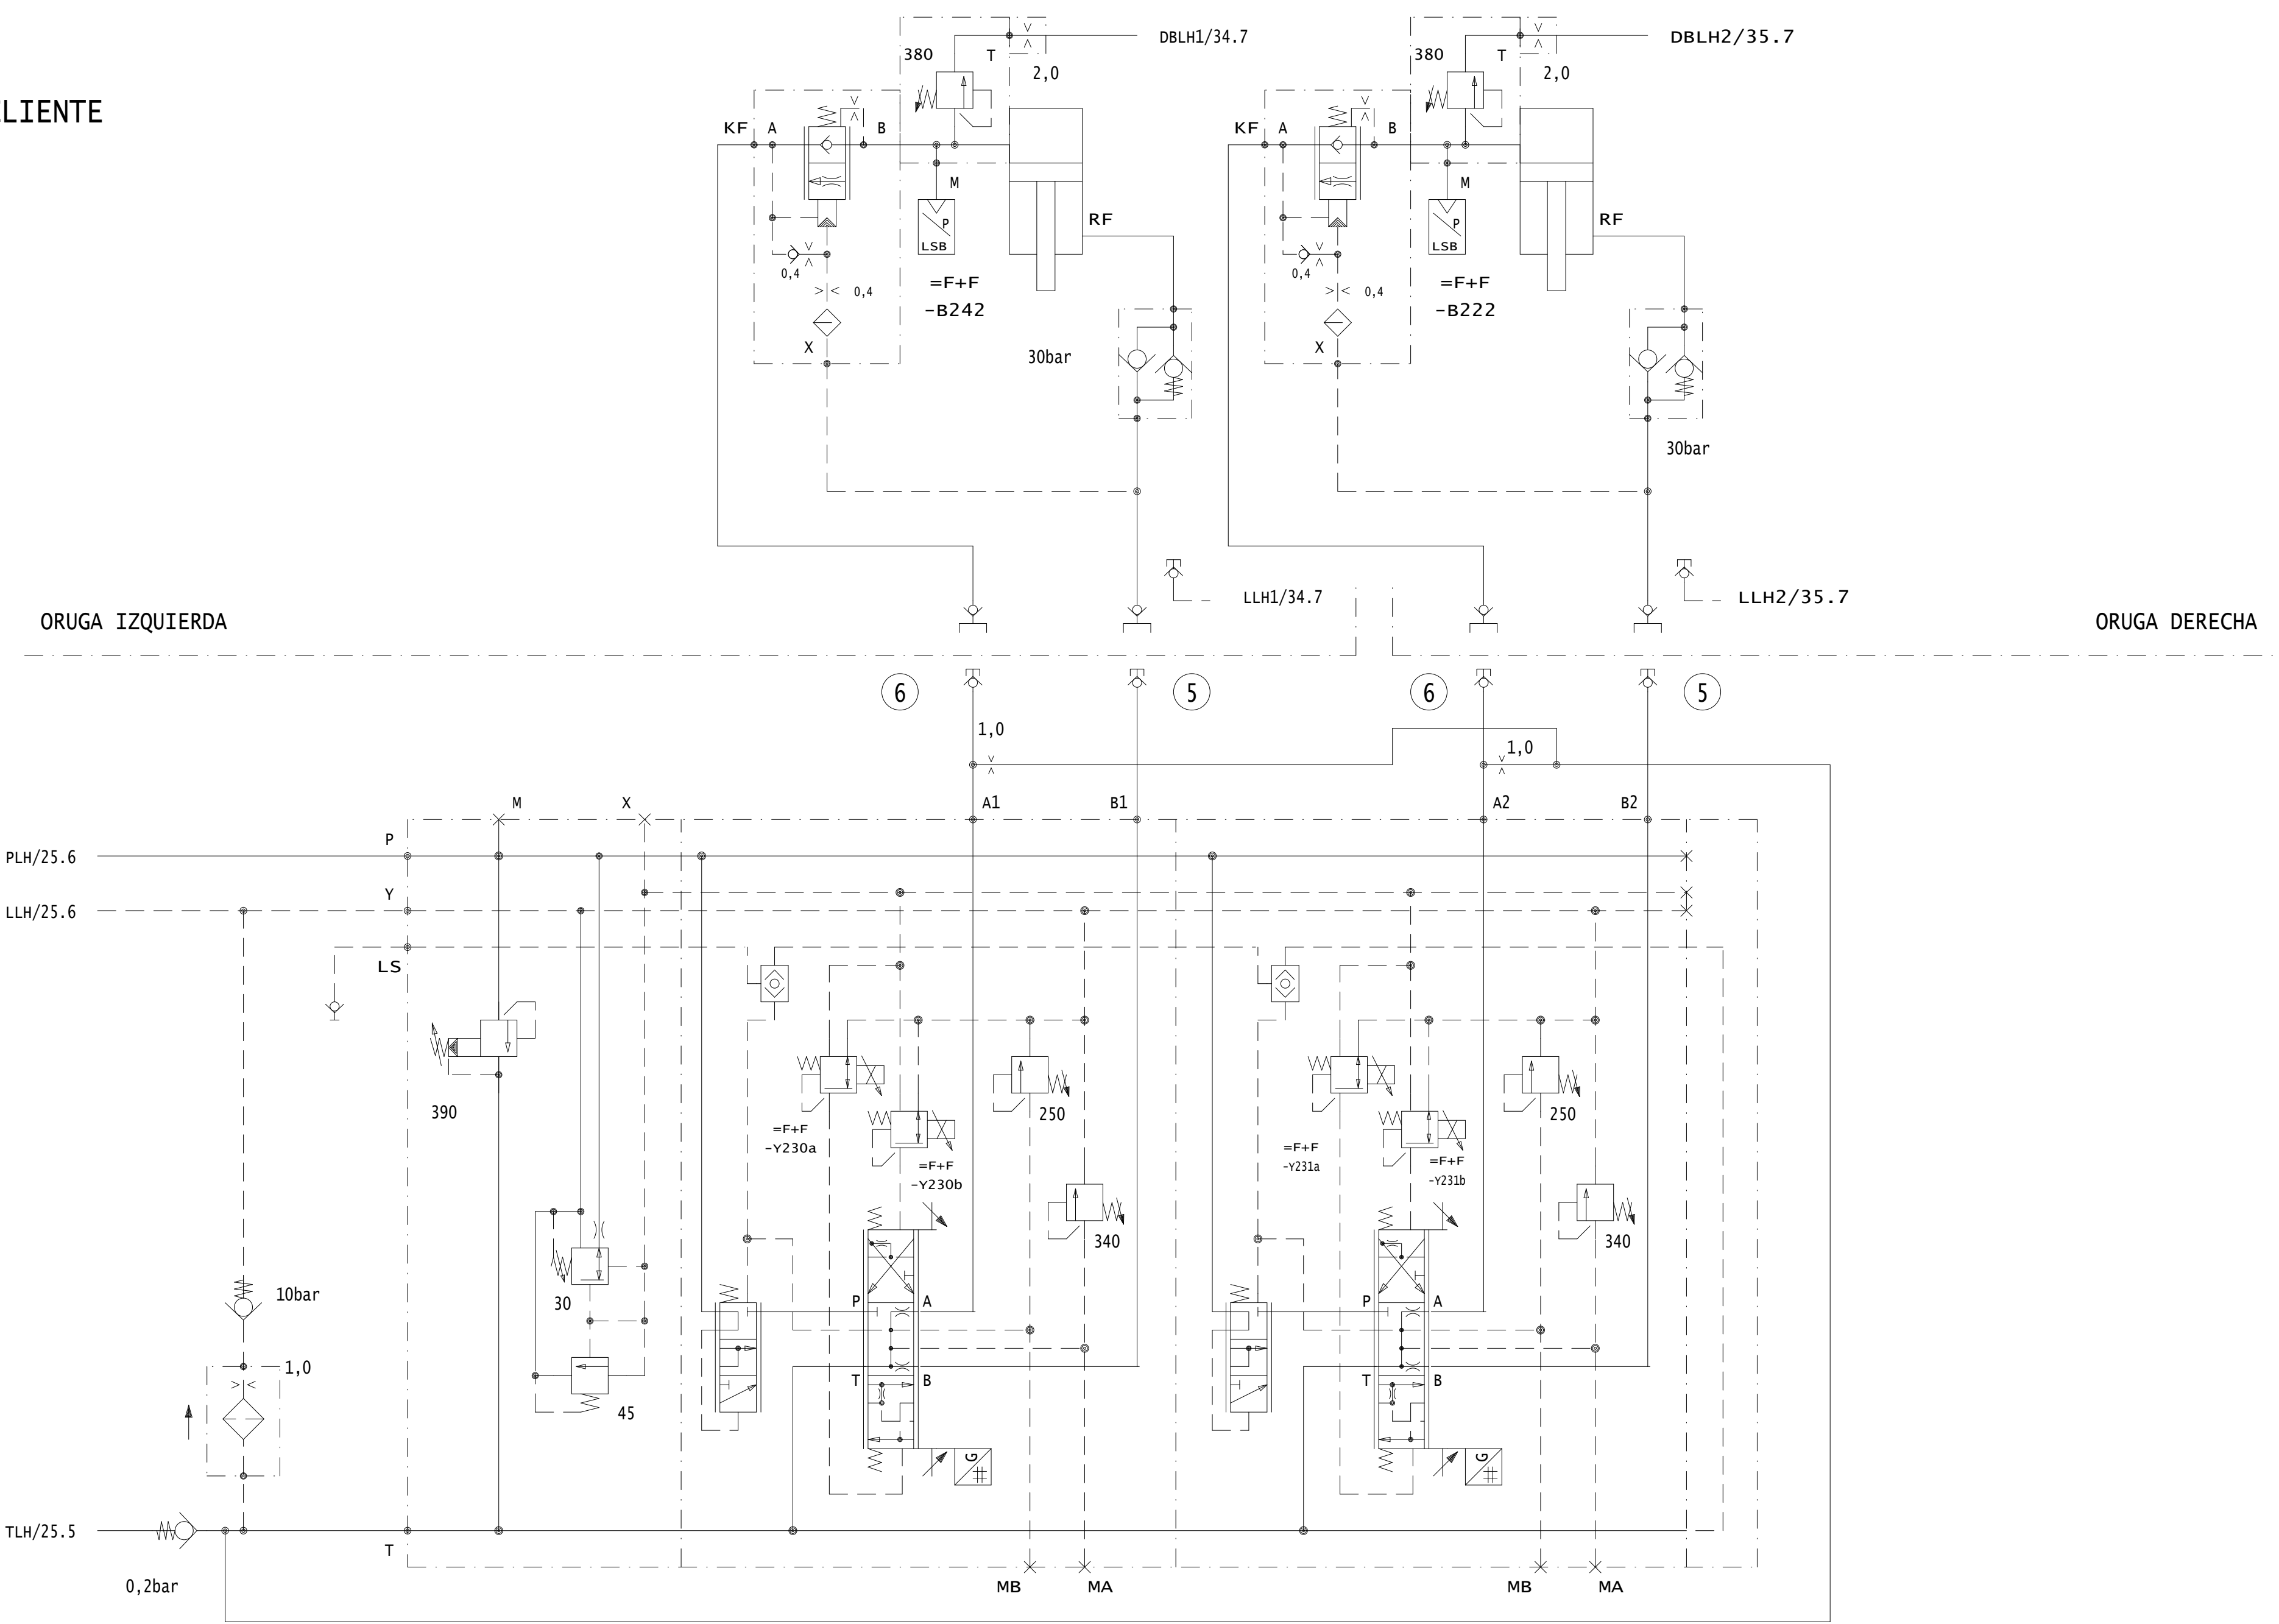 DBLH1/34.7
DBLH2/35.7
380
T
380
T
2,0
2,0
LIENTE
KF
A
B
KF
A
B
M
M
P
LSB
RF
P
LSB
RF
0,4
0,4
=F+F
=F+F
0,4
0,4
-B242
-B222
X
30bar
X
30bar
LLH1/34.7
LLH2/35.7
ORUGA IZQUIERDA
ORUGA DERECHA
6
5
6
5
1,0
1,0
M
X
A1
B1
A2
B2
P
PLH/25.6
Y
LLH/25.6
LS
390
250
250
=F+F
-Y230a
=F+F
-Y230b
=F+F
-Y231a
=F+F
-Y231b
340
340
10bar
30
P
A
P
A
1,0
T
B
T
B
45
G
G
TLH/25.5
T
0,2bar
MB
MA
MB
MA